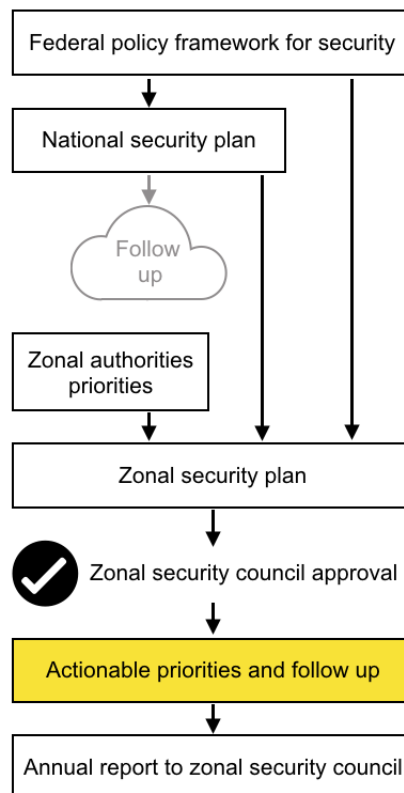 Federal policy framework for security
National security plan
Follow
up
Zonal authorities
priorities
Zonal security plan
Zonal security council approval
Actionable priorities and follow up
Annual report to zonal security council